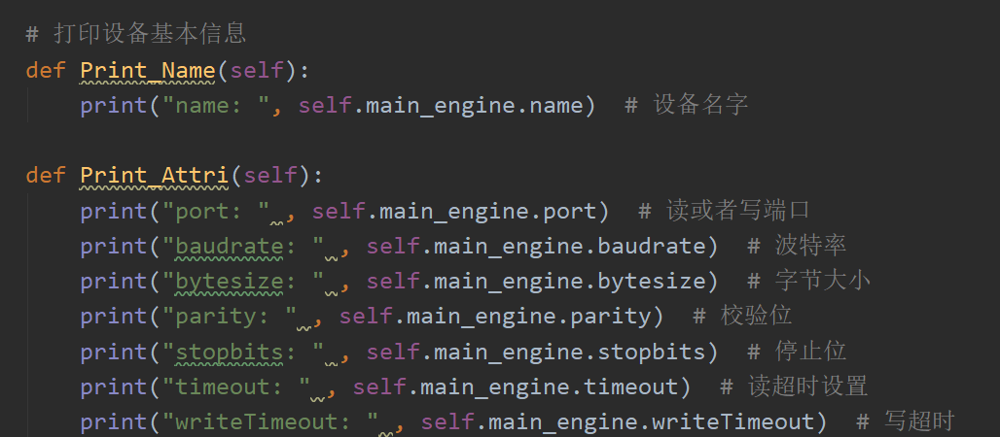 # 打印设备基本信息
def Print_Name(self):
    print("name: ", self.main_engine.name)  # 设备名字
def Print_Attri(self):
    print("port: " , self.main_engine.port)  # 读或者写端口
    print("baudrate: " , self.main_engine.baudrate)  # 波特率
    print("bytesize: " , self.main_engine.bytesize)  # 字节大小
    print("parity: " , self.main_engine.parity)  # 校验位
    print("stopbits: " , self.main_engine.stopbits)  # 停止位
    print("timeout: " , self.main_engine.timeout)  # 读超时设置
    print("writeTimeout: " , self.main_engine.writeTimeout)  # 写超时